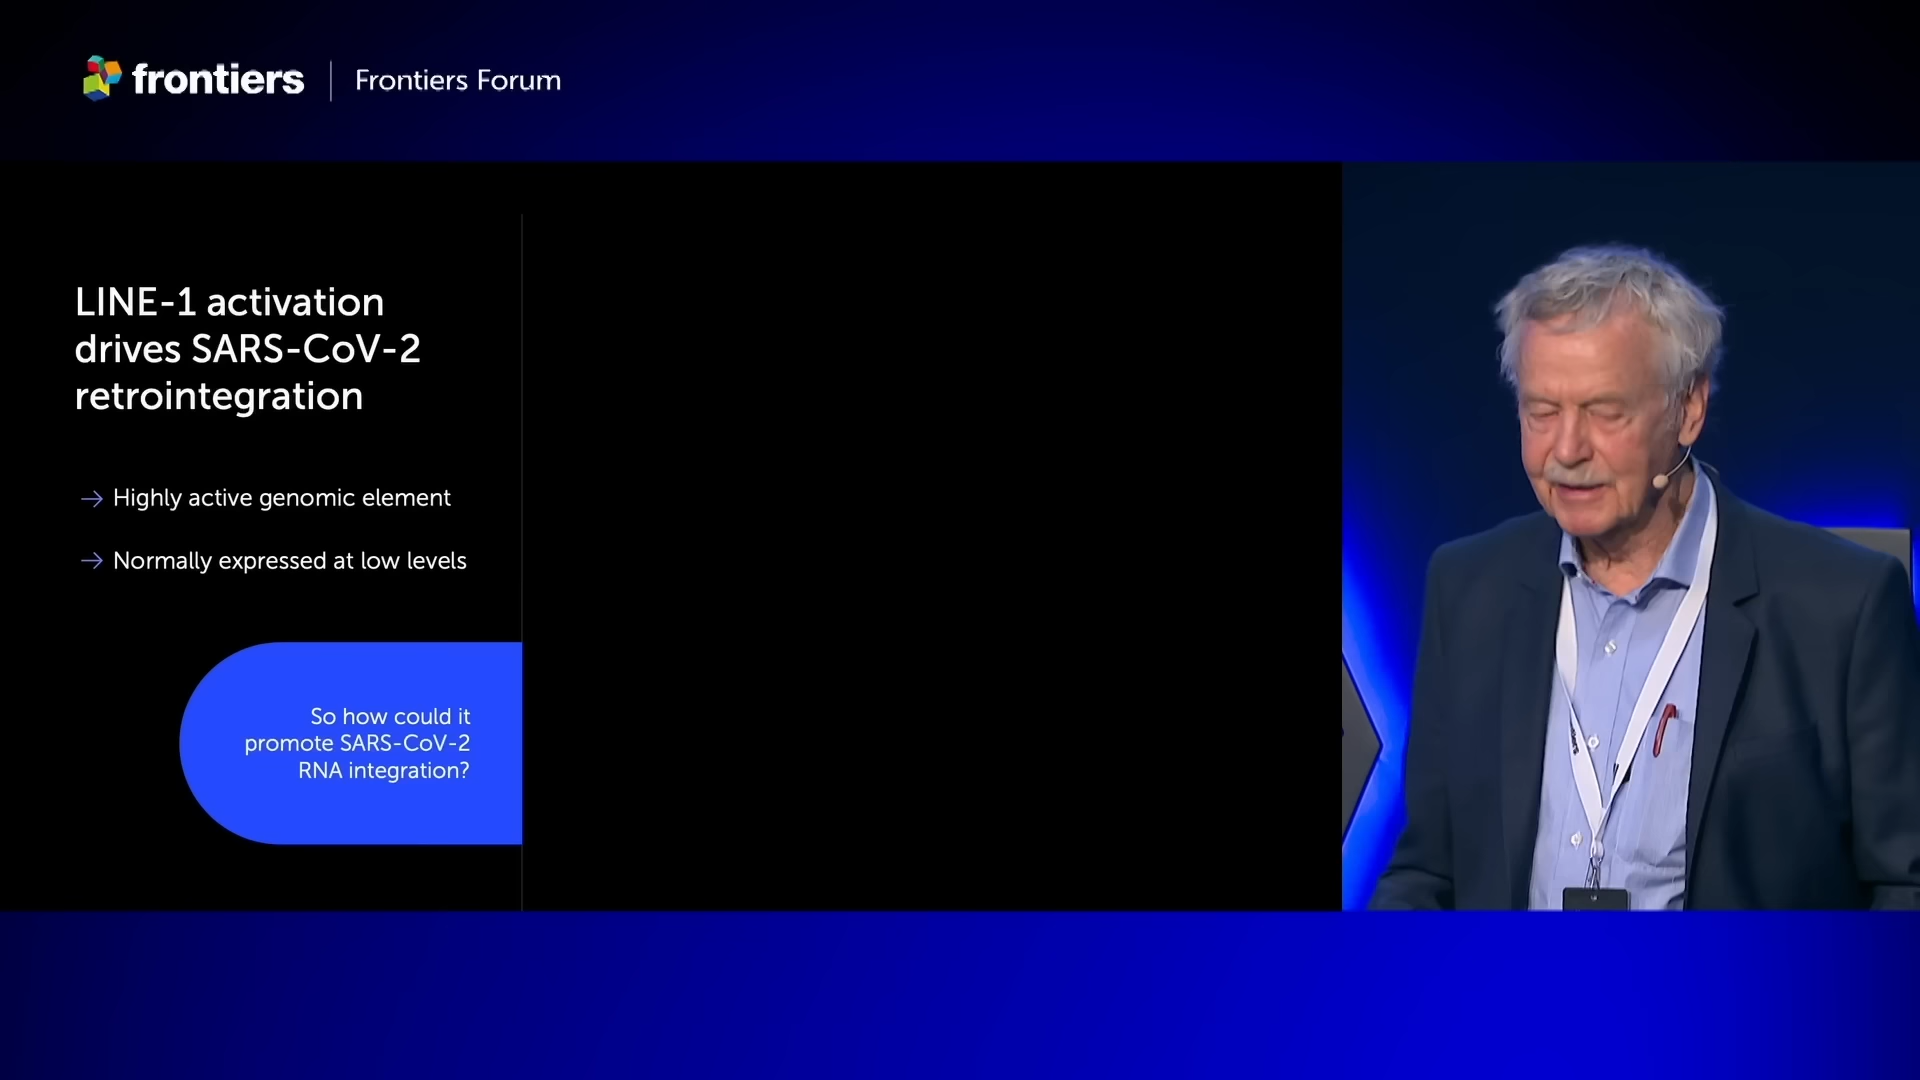 frontiers
Frontiers Forum
LINE-1 activation
drives SARS-CoV-2
retrointegration
→ Highly active genomic element
→ Normally expressed at low levels
So how could it
promote SARS-CoV-2
RNA integration?